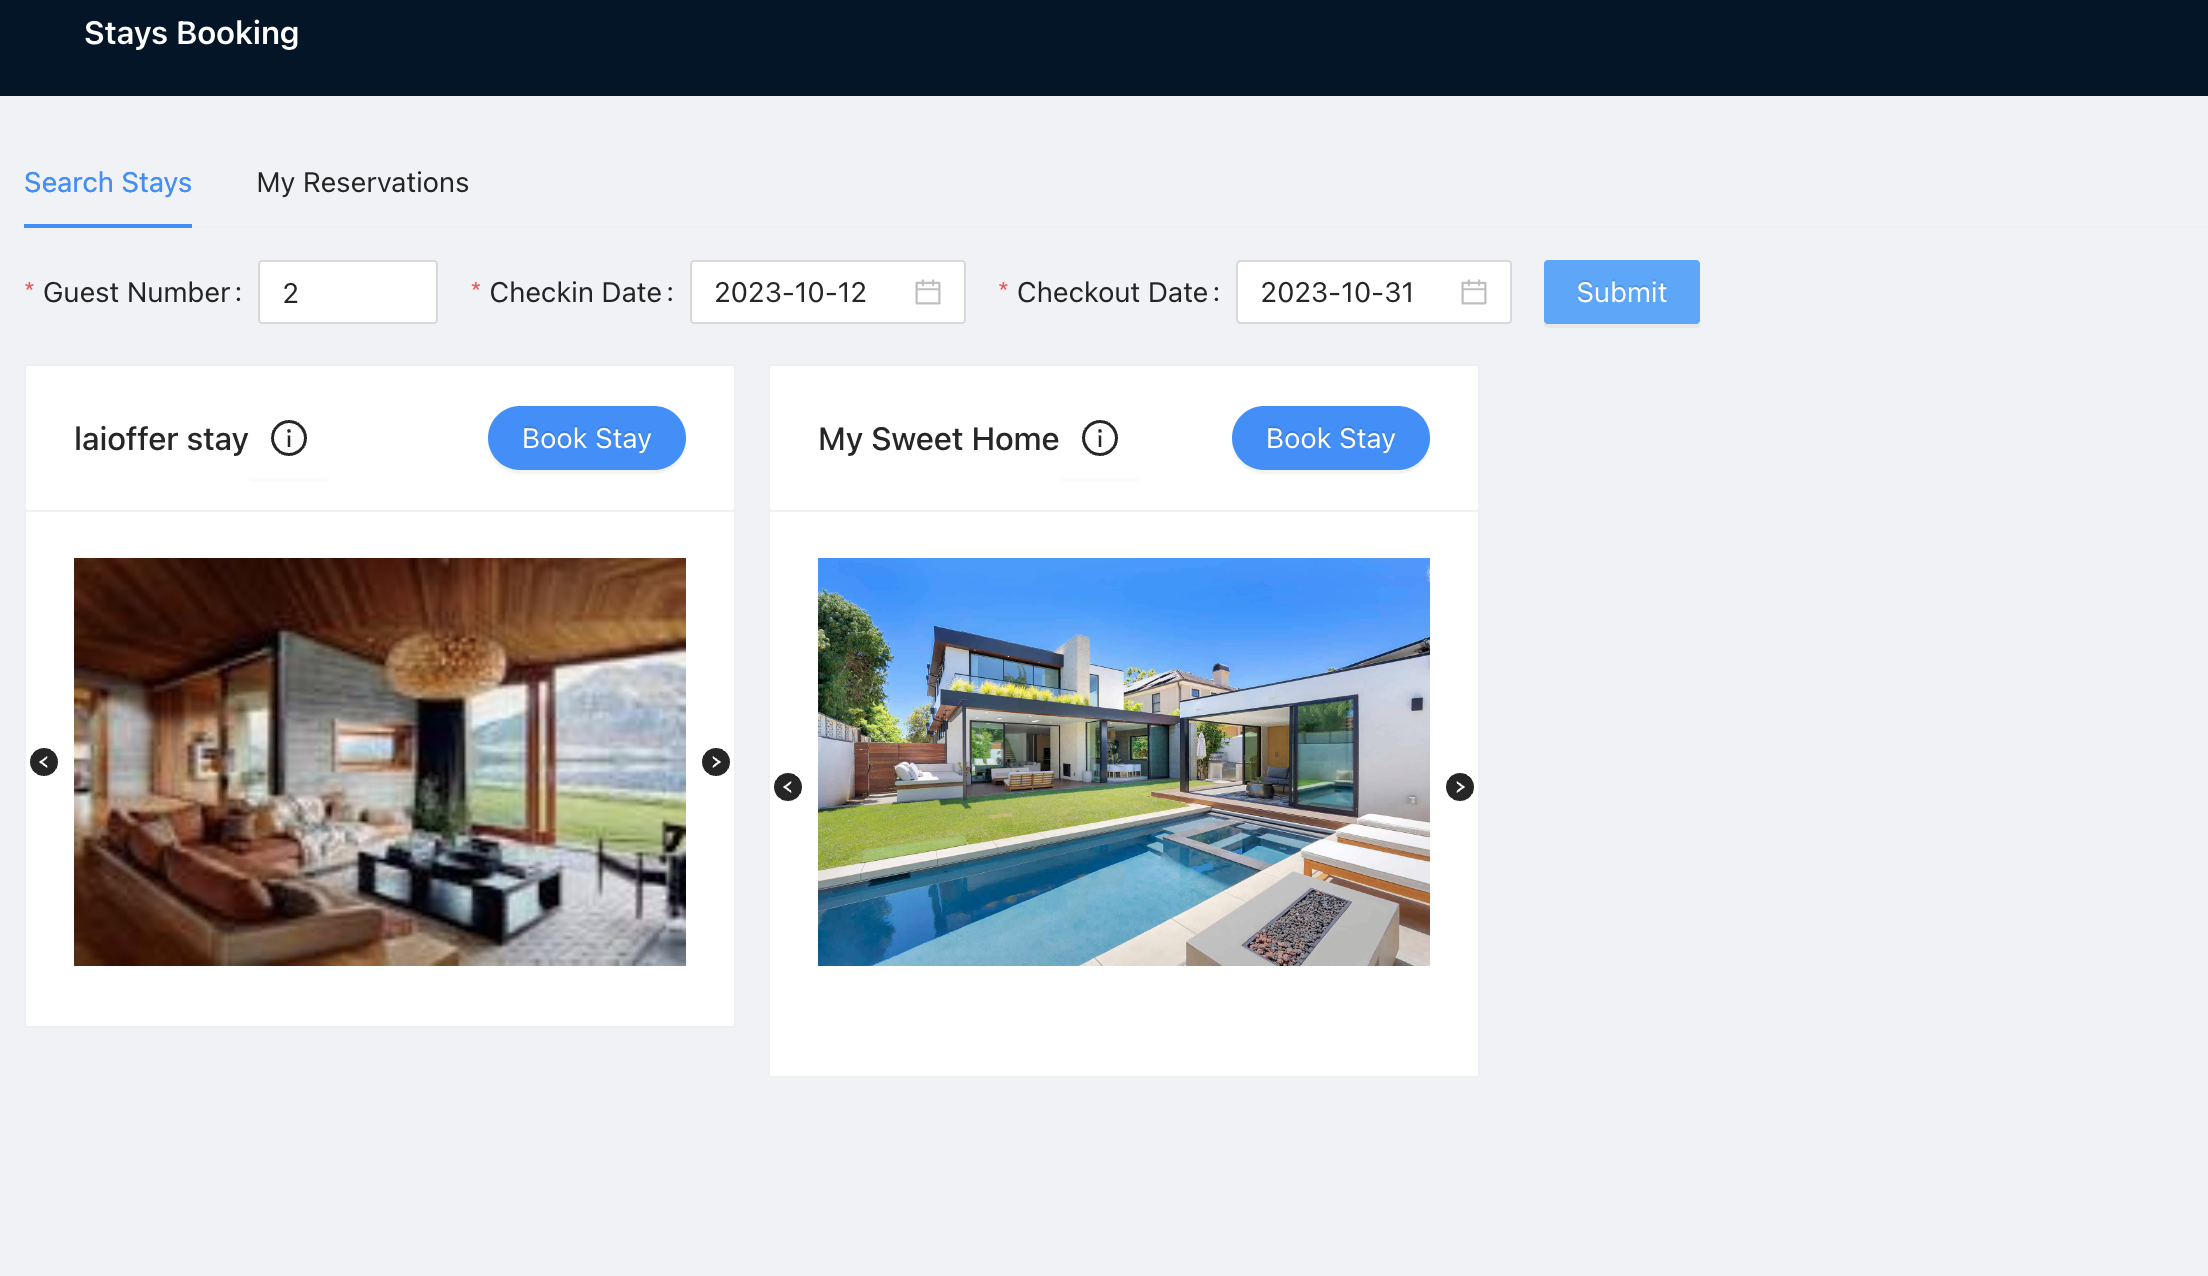 Stays Booking
Search Stays My Reservations
* Guest Number: 2 * Checkin Date: 2023-10-12 * Checkout Date: 2023-10-31 Submit
laioffer stay Book Stay My Sweet Home Book Stay